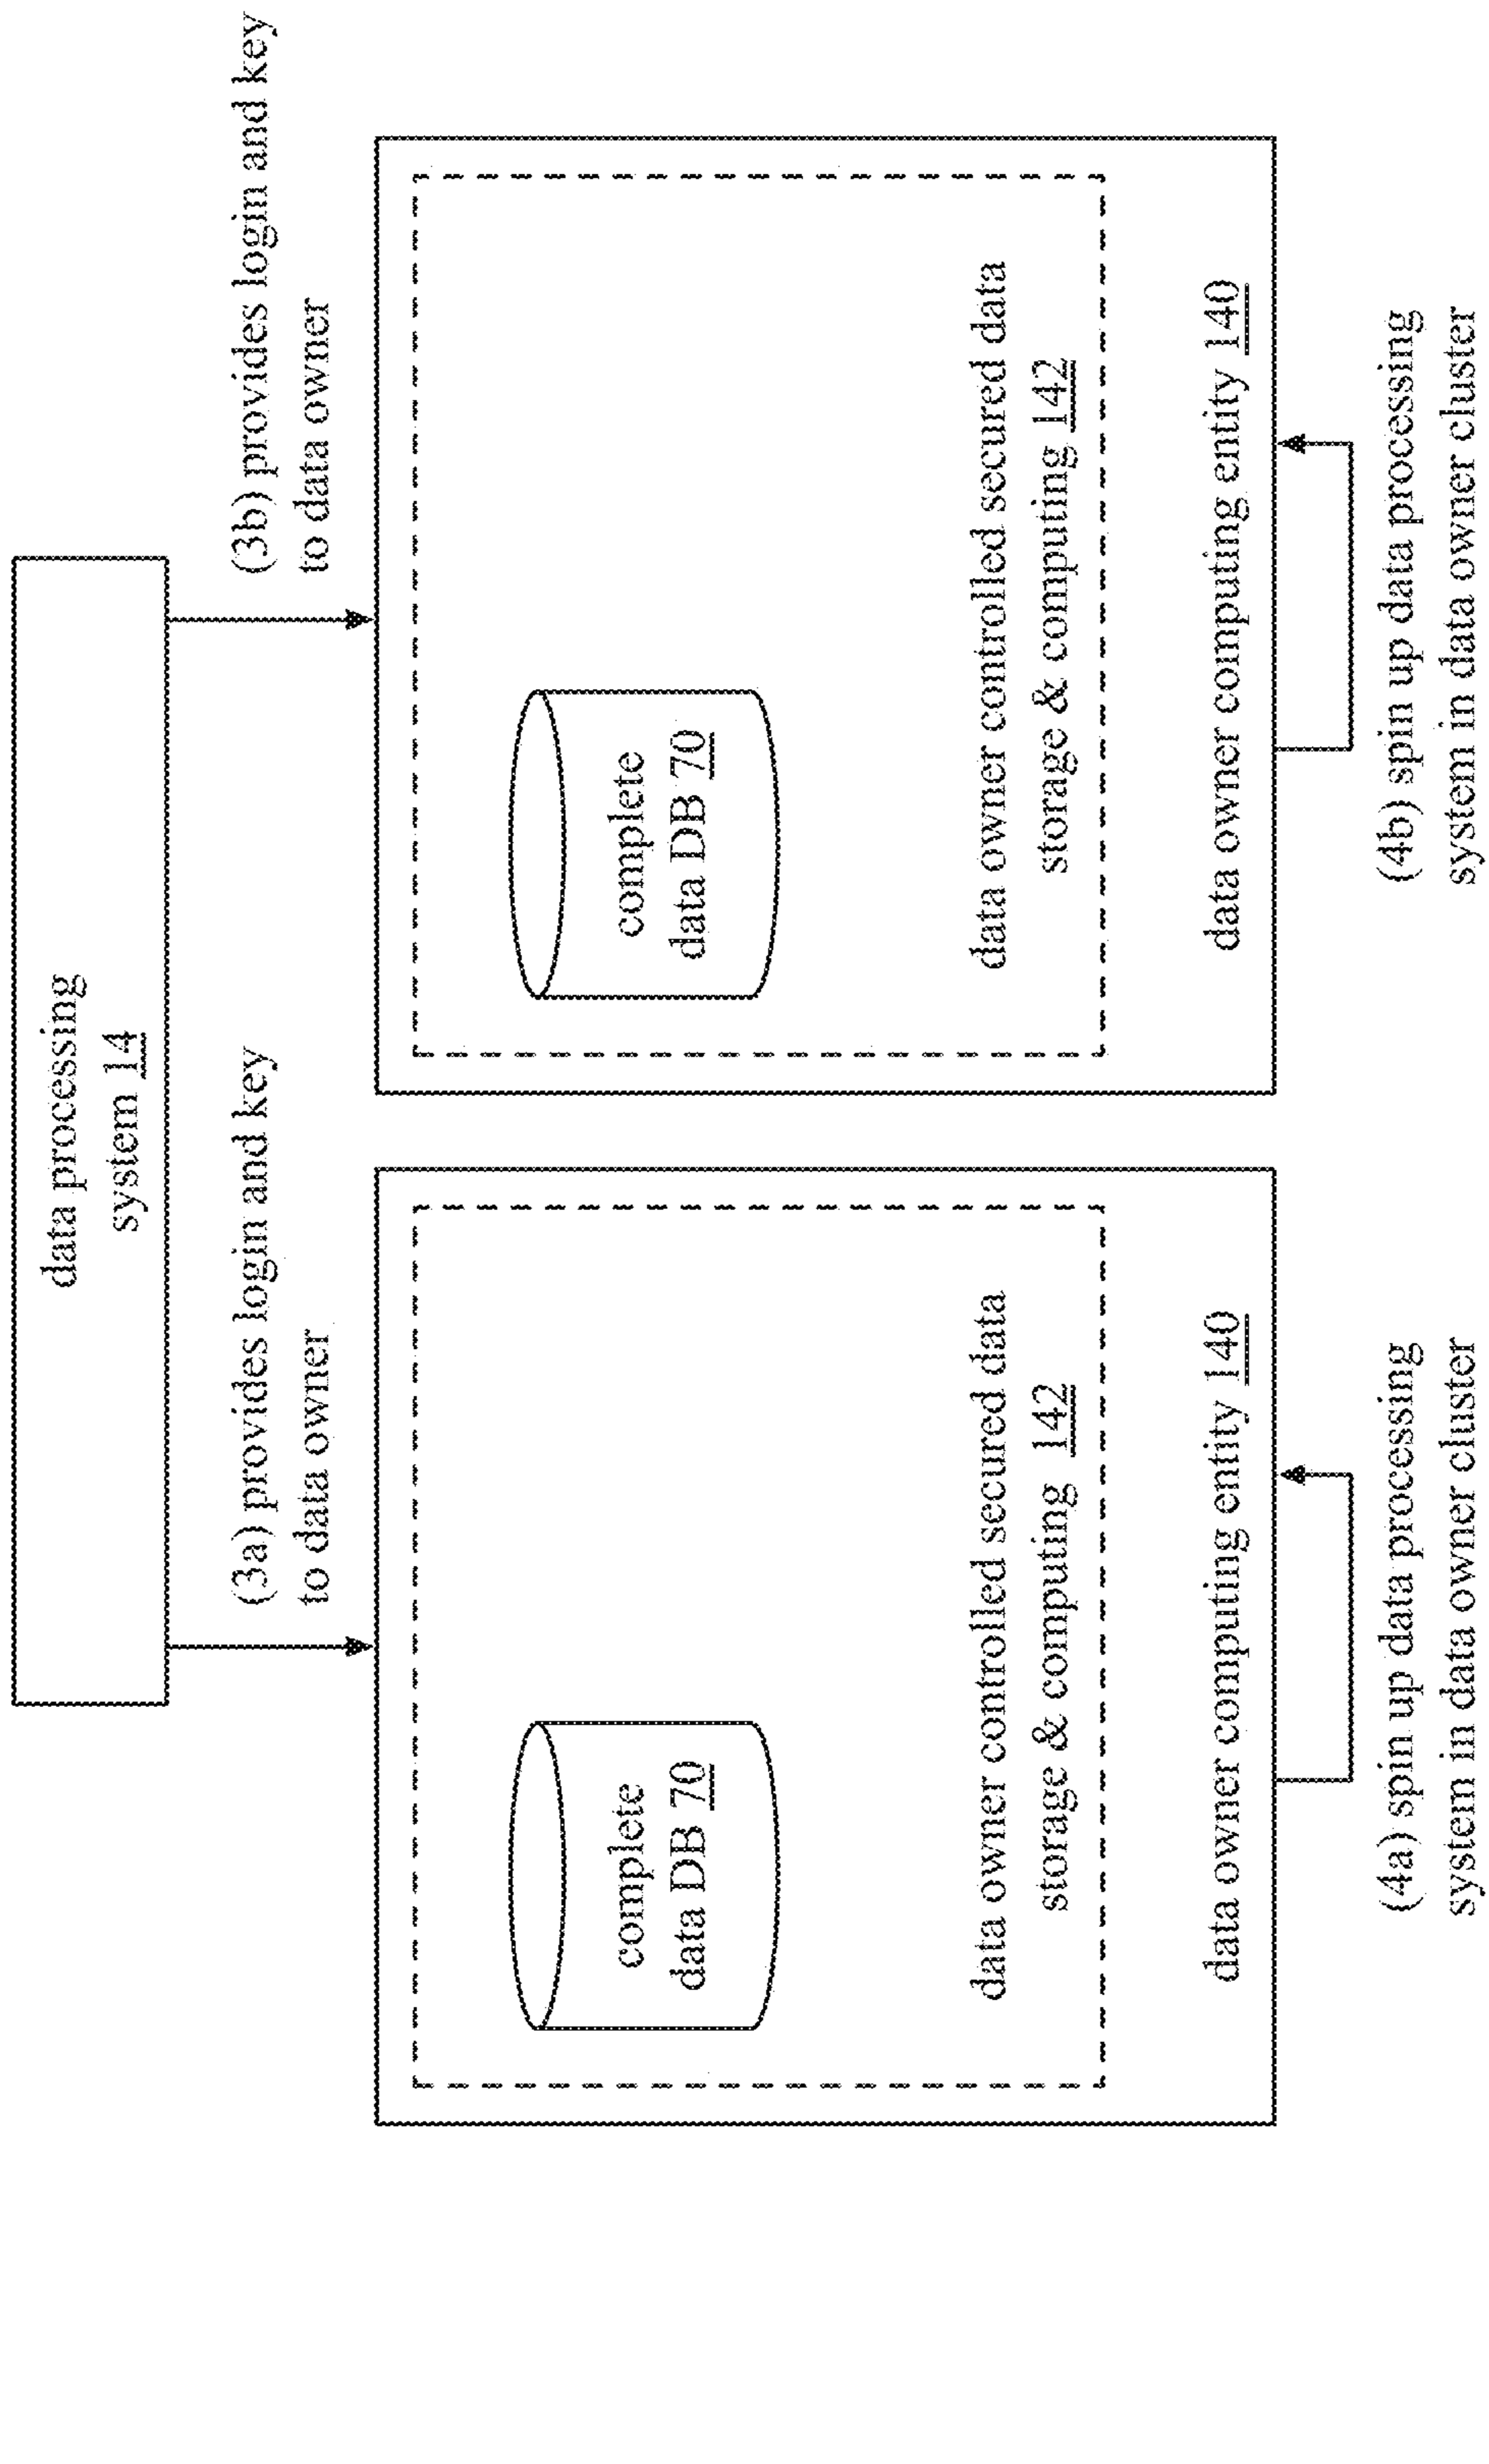 data processing
system 14
(3a) provides login and key
to data owner
(3b) provides login and key
to data owner
complete
data DB 70
data owner controlled secured data
storage & computing 142
data owner computing entity 140
(4a) spin up data processing
system in data owner cluster
complete
data DB 70
data owner controlled secured data
storage & computing 142
data owner computing entity 140
(4b) spin up data processing
system in data owner cluster